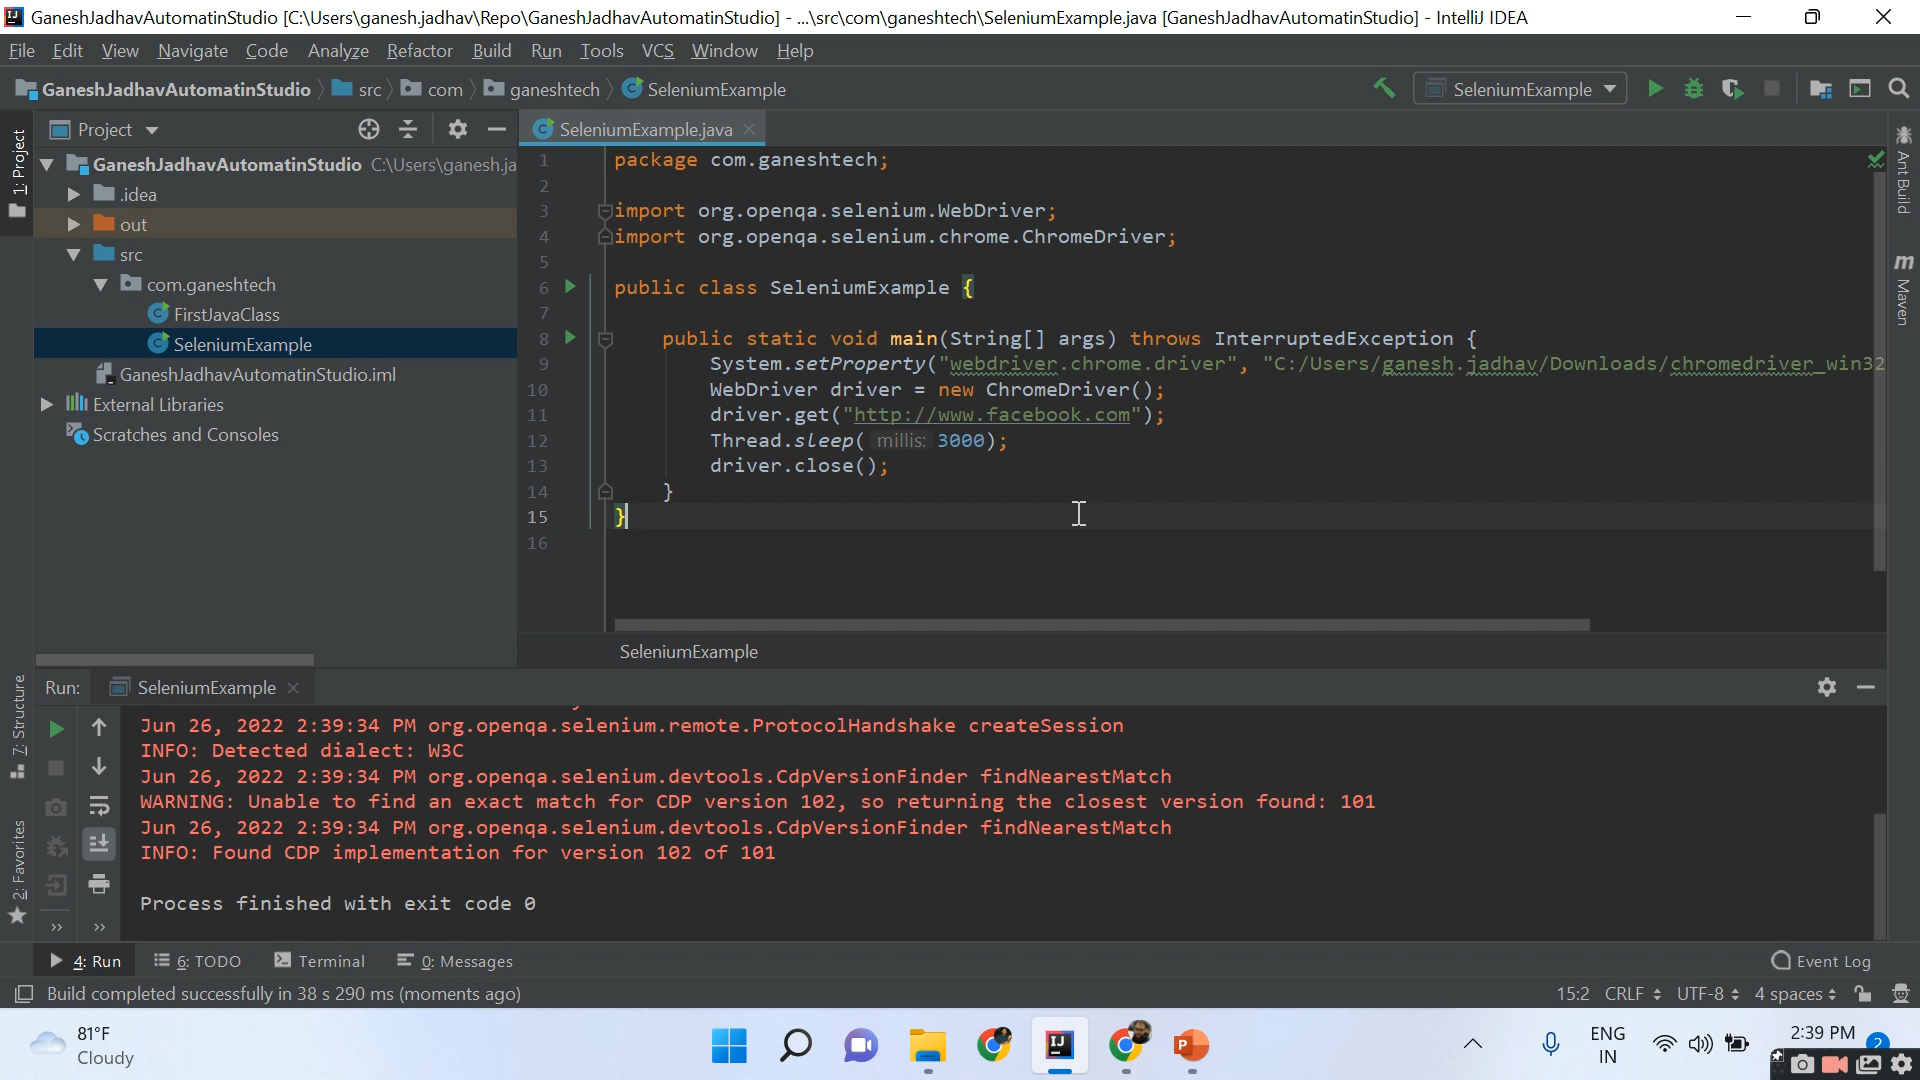 GaneshJadhavAutomatinStudio [C:\Users\ganesh.jadhav\Repo\GaneshJadhavAutomatinStudio] - ...\src\com\ganeshtech\SeleniumExample.java [GaneshJadhavAutomatinStudio] - IntelliJ IDEA
File Edit View Navigate Code Analyze Refactor Build Run Tools VCS Window Help
GaneshJadhavAutomatinStudio src com ganeshtech SeleniumExample SeleniumExample
1: Project
Project
GaneshJadhavAutomatinStudio C:\Users\ganesh.ja
.idea
out
src
com.ganeshtech
FirstJavaClass
SeleniumExample
GaneshJadhavAutomatinStudio.iml
External Libraries
Scratches and Consoles
SeleniumExample.java
1 package com.ganeshtech;
2
3 import org.openqa.selenium.WebDriver;
4 import org.openqa.selenium.chrome.ChromeDriver;
5
6 public class SeleniumExample {
7
8 public static void main(String[] args) throws InterruptedException {
9 System.setProperty("webdriver.chrome.driver", "C:/Users/ganesh.jadhav/Downloads/chromedriver_win32
10 WebDriver driver = new ChromeDriver();
11 driver.get("http://www.facebook.com");
12 Thread.sleep( millis: 3000);
13 driver.close();
14 }
15 }
16
SeleniumExample
Ant Build
m Maven
7: Structure
2: Favorites
Run: SeleniumExample
Jun 26, 2022 2:39:34 PM org.openqa.selenium.remote.ProtocolHandshake createSession
INFO: Detected dialect: W3C
Jun 26, 2022 2:39:34 PM org.openqa.selenium.devtools.CdpVersionFinder findNearestMatch
WARNING: Unable to find an exact match for CDP version 102, so returning the closest version found: 101
Jun 26, 2022 2:39:34 PM org.openqa.selenium.devtools.CdpVersionFinder findNearestMatch
INFO: Found CDP implementation for version 102 of 101
Process finished with exit code 0
4: Run 6: TODO Terminal 0: Messages Event Log
Build completed successfully in 38 s 290 ms (moments ago) 15:2 CRLF UTF-8 4 spaces
81°F
Cloudy
ENG
IN
2:39 PM
2